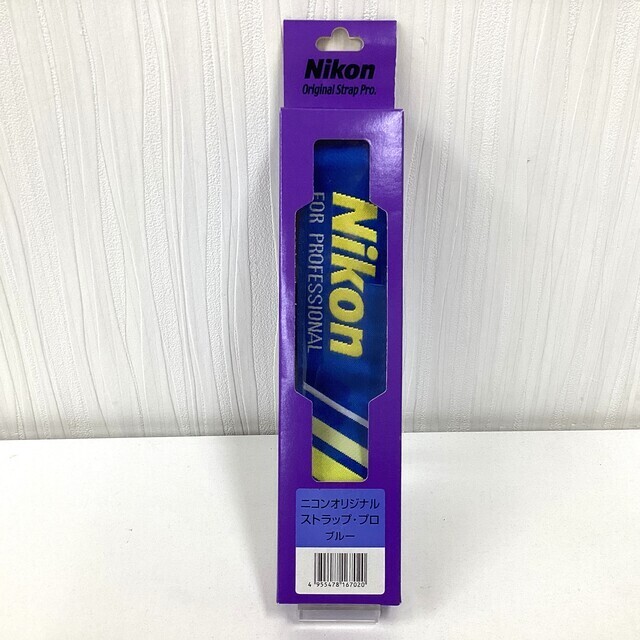 Nikon
Original Strap Pro.
Nikon
FOR PROFESSIONAL
ニコンオリジナル
ストラップ・プロ
ブルー
4 955478 167020